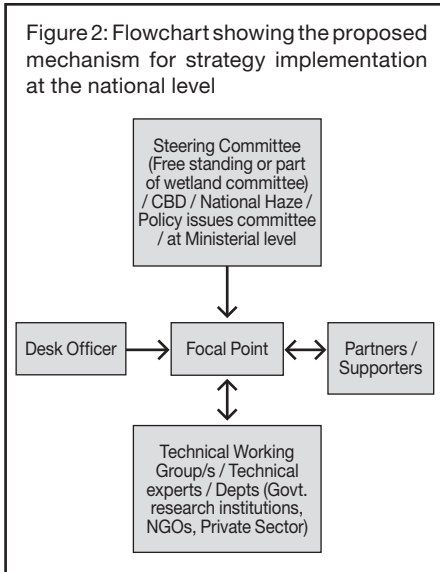 Figure 2: Flowchart showing the proposed
mechanism for strategy implementation
at the national level
Steering Committee
(Free standing or part
of wetland committee)
/ CBD / National Haze /
Policy issues committee
/ at Ministerial level
Desk Officer
Focal Point
Partners /
Supporters
Technical Working
Group/s / Technical
experts / Depts (Govt.
research institutions,
NGOs, Private Sector)